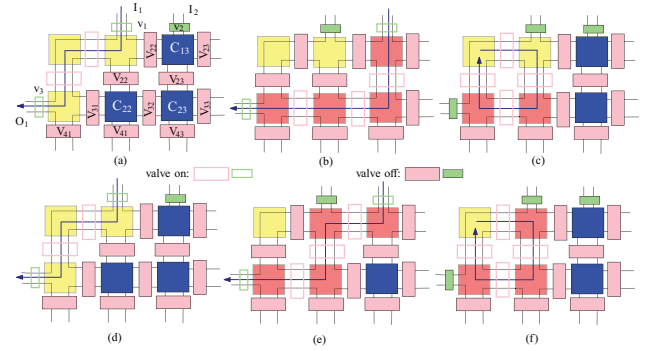 I1 I2
v1 v2
V22 C13 V23
V22 V23
v3
V31 C22 V32 C23 V33
O1
V41 V41 V43
(a) (b) (c)
valve on: valve off:
(d) (e) (f)